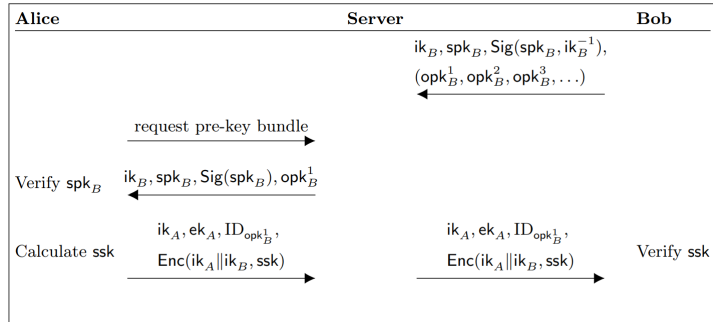 Alice Server Bob
ik_B, spk_B, Sig(spk_B, ik_B^{-1}),
(opk_B^1, opk_B^2, opk_B^3, ...)
request pre-key bundle
Verify spk_B ik_B, spk_B, Sig(spk_B), opk_B^1
ik_A, ek_A, ID_{opk_B^1}, ik_A, ek_A, ID_{opk_B^1},
Calculate ssk Enc(ik_A‖ik_B, ssk) Enc(ik_A‖ik_B, ssk) Verify ssk